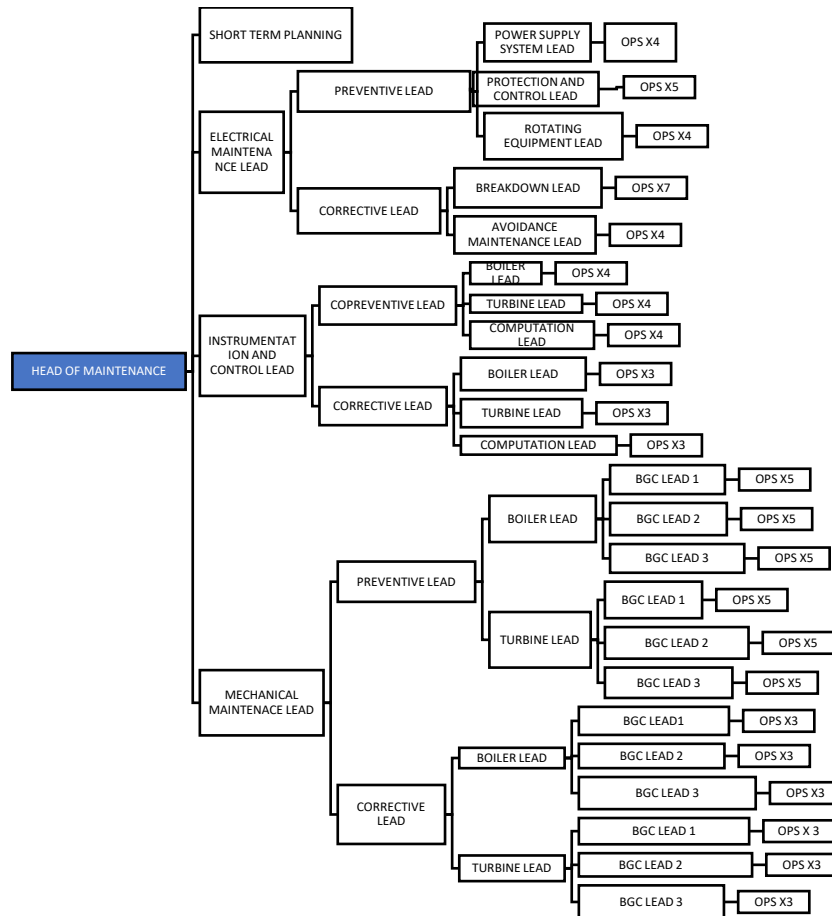 SHORT TERM PLANNING
POWER SUPPLY
SYSTEM LEAD
OPS X4
PREVENTIVE LEAD
PROTECTION AND
CONTROL LEAD
OPS X5
ROTATING
EQUIPMENT LEAD
OPS X4
ELECTRICAL
MAINTENA
NCE LEAD
BREAKDOWN LEAD
OPS X7
CORRECTIVE LEAD
AVOIDANCE
MAINTENANCE LEAD
OPS X4
BOILER
LEAD
OPS X4
COPREVENTIVE LEAD
TURBINE LEAD
OPS X4
COMPUTATION
LEAD
OPS X4
INSTRUMENTAT
ION AND
CONTROL LEAD
HEAD OF MAINTENANCE
BOILER LEAD
OPS X3
CORRECTIVE LEAD
TURBINE LEAD
OPS X3
COMPUTATION LEAD
OPS X3
BGC LEAD 1
OPS X5
BOILER LEAD
BGC LEAD 2
OPS X5
BGC LEAD 3
OPS X5
PREVENTIVE LEAD
BGC LEAD 1
OPS X5
TURBINE LEAD
BGC LEAD 2
OPS X5
BGC LEAD 3
OPS X5
MECHANICAL
MAINTENACE LEAD
BGC LEAD1
OPS X3
BOILER LEAD
BGC LEAD 2
OPS X3
BGC LEAD 3
OPS X3
CORRECTIVE
LEAD
BGC LEAD 1
OPS X 3
TURBINE LEAD
BGC LEAD 2
OPS X3
BGC LEAD 3
OPS X3